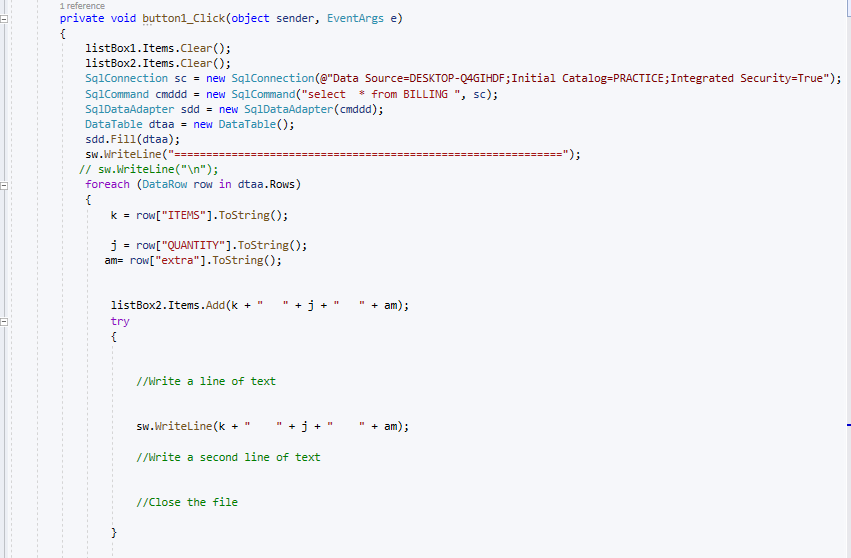 1 reference
private void button1_Click(object sender, EventArgs e)
{
listBox1.Items.Clear();
listBox2.Items.Clear();
SqlConnection sc = new SqlConnection(@"Data Source=DESKTOP-Q4GIHDF;Initial Catalog=PRACTICE;Integrated Security=True");
SqlCommand cmddd = new SqlCommand("select  * from BILLING ", sc);
SqlDataAdapter sdd = new SqlDataAdapter(cmddd);
DataTable dtaa = new DataTable();
sdd.Fill(dtaa);
sw.WriteLine("=============================================================");
// sw.WriteLine("\n");
foreach (DataRow row in dtaa.Rows)
{
k = row["ITEMS"].ToString();
j = row["QUANTITY"].ToString();
am= row["extra"].ToString();
listBox2.Items.Add(k + "   " + j + "   " + am);
try
{
//Write a line of text
sw.WriteLine(k + "    " + j + "    " + am);
//Write a second line of text
//Close the file
}